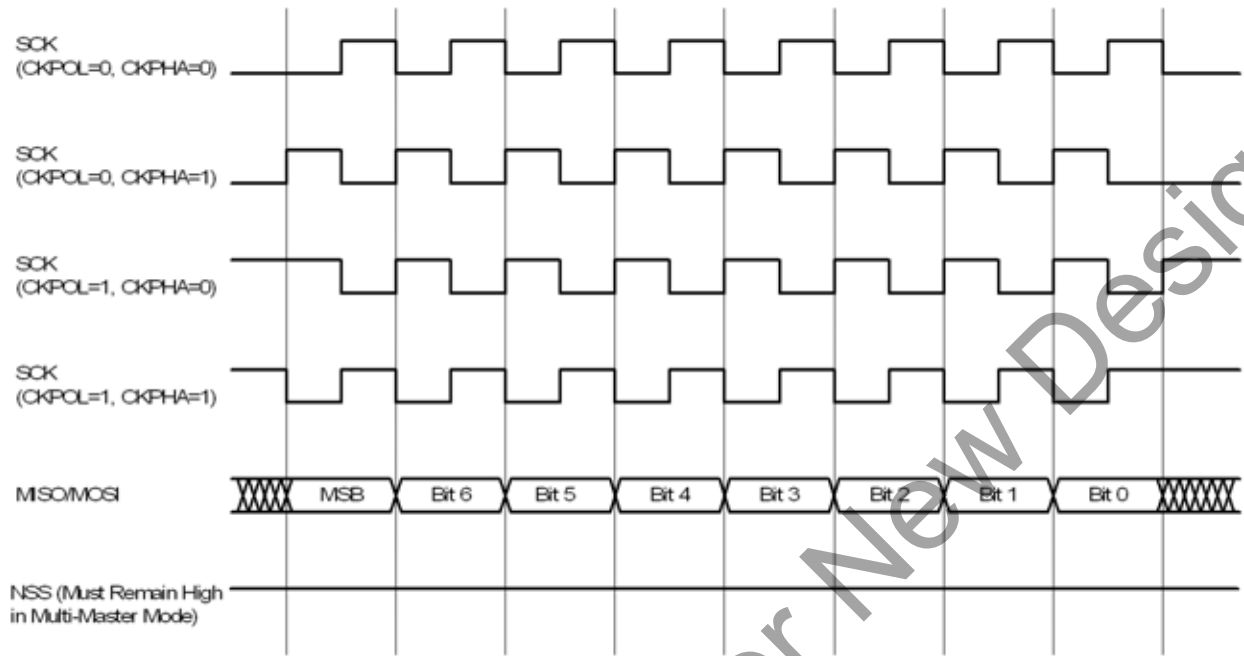 SCK
(CKPOL=0, CKPHA=0)
SCK
(CKPOL=0, CKPHA=1)
SCK
(CKPOL=1, CKPHA=0)
SCK
(CKPOL=1, CKPHA=1)
MISO/MOSI MSB Bit 6 Bit 5 Bit 4 Bit 3 Bit 2 Bit 1 Bit 0
NSS (Must Remain High
in Multi-Master Mode)
New